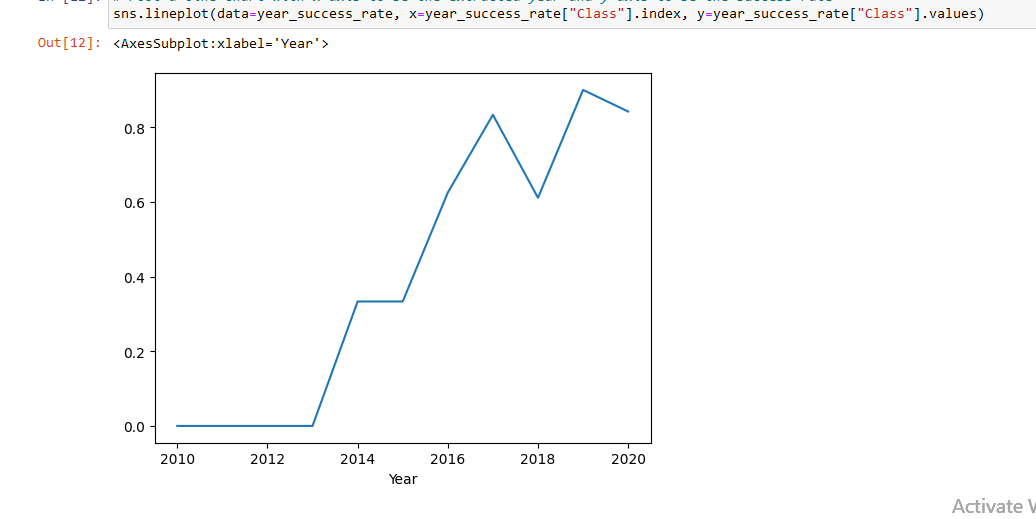 sns.lineplot(data=year_success_rate, x=year_success_rate["Class"].index, y=year_success_rate["Class"].values)
Out[12]: <AxesSubplot:xlabel='Year'>
0.8
0.6
0.4
0.2
0.0
2010 2012 2014 2016 2018 2020
Year
Activate